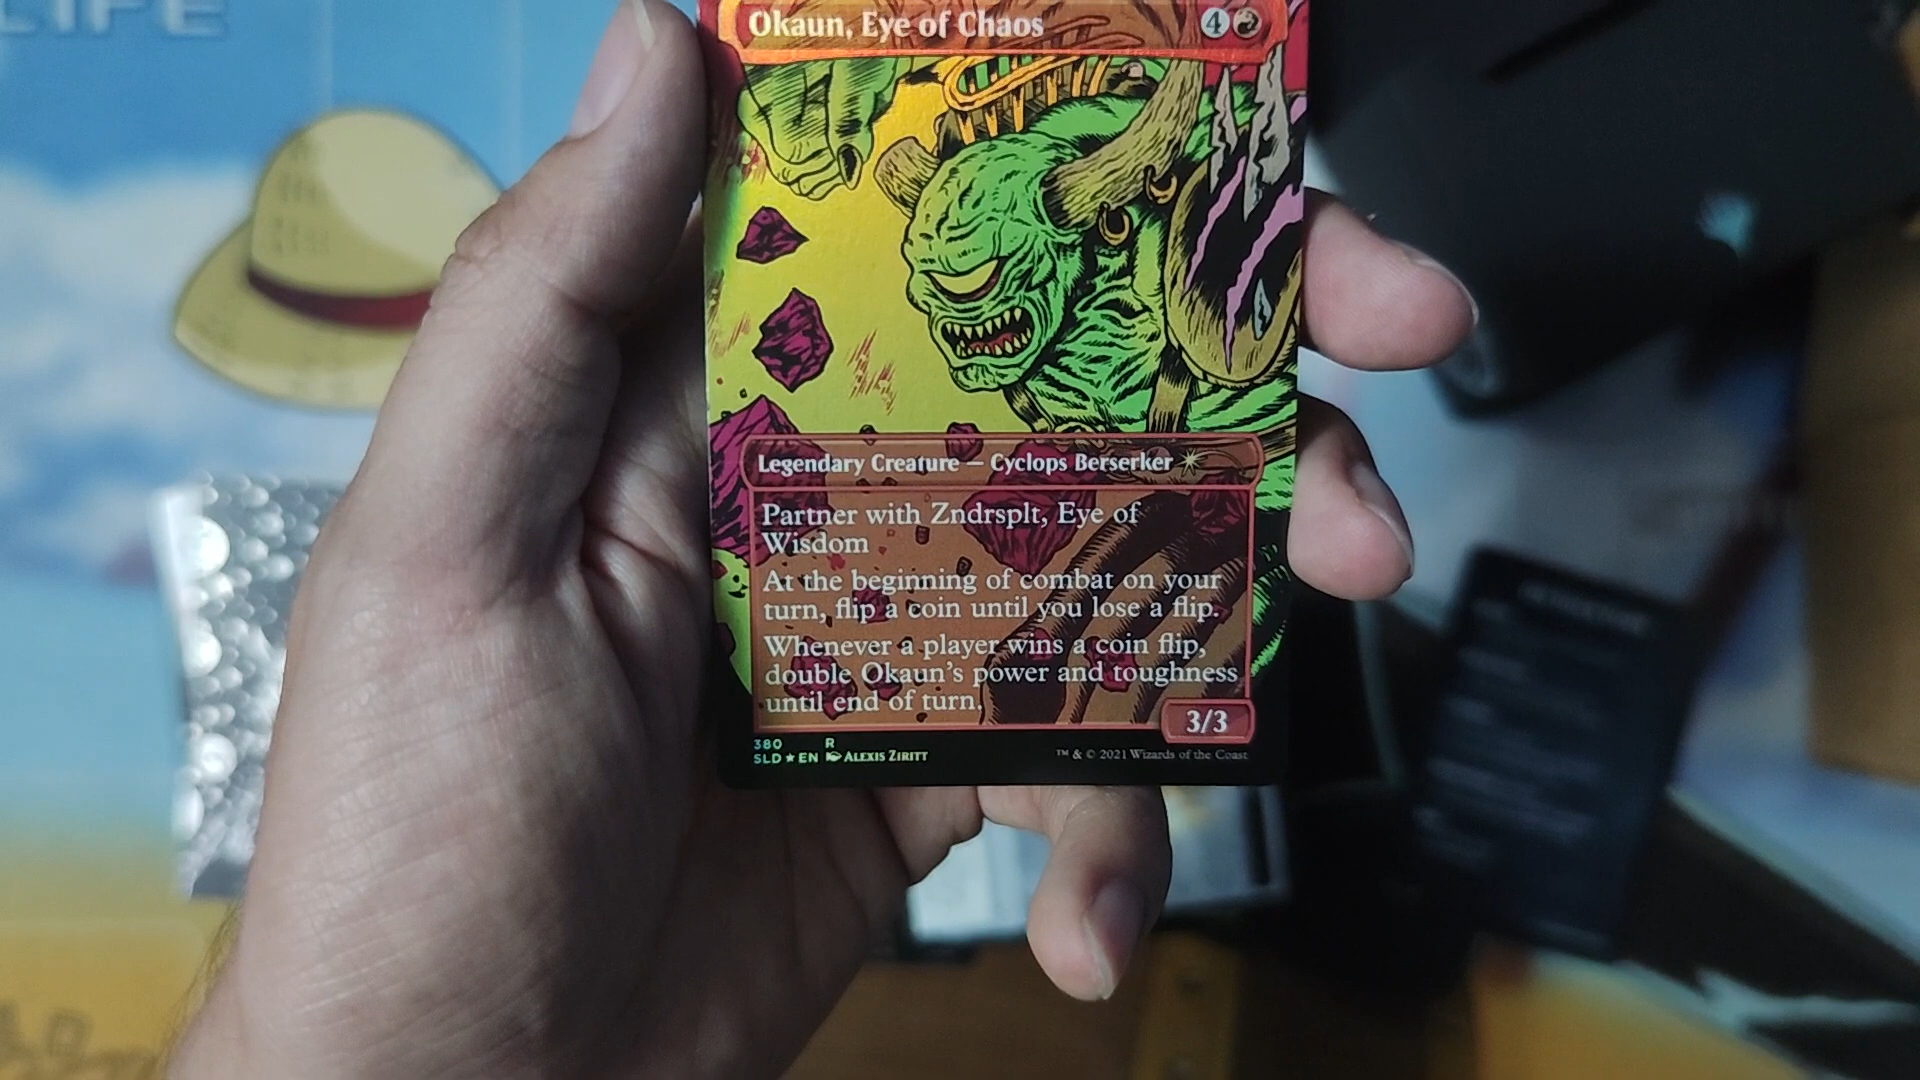 LIFE
Okaun, Eye of Chaos 4
Legendary Creature — Cyclops Berserker
Partner with Zndrsplt, Eye of
Wisdom
At the beginning of combat on your
turn, flip a coin until you lose a flip.
Whenever a player wins a coin flip,
double Okaun's power and toughness
until end of turn.
3/3
380 R
SLD ★ EN ALEXIS ZIRITT
™ & © 2021 Wizards of the Coast